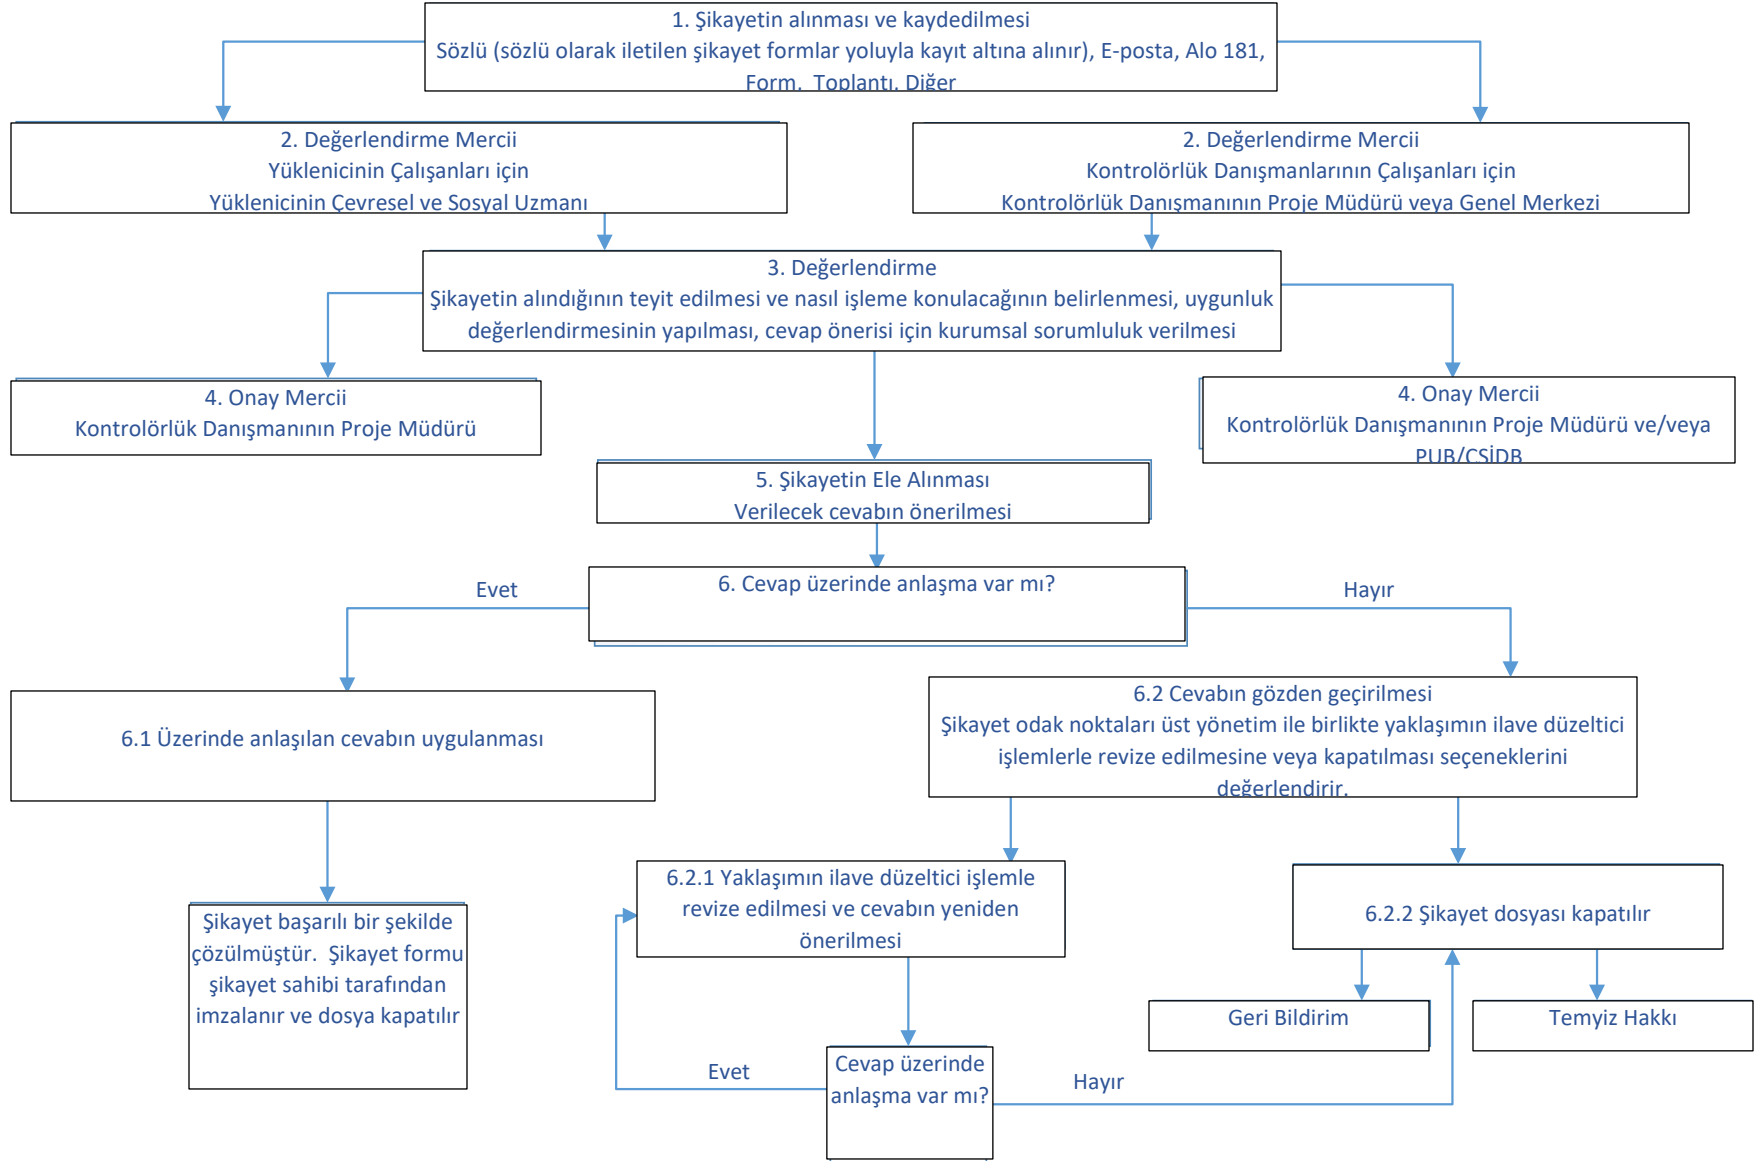 1. Şikayetin alınması ve kaydedilmesi
Sözlü (sözlü olarak iletilen şikayet formlar yoluyla kayıt altına alınır), E-posta, Alo 181,
Form, Toplantı, Diğer
2. Değerlendirme Mercii
Yüklenicinin Çalışanları için
Yüklenicinin Çevresel ve Sosyal Uzmanı
2. Değerlendirme Mercii
Kontrolörlük Danışmanlarının Çalışanları için
Kontrolörlük Danışmanının Proje Müdürü veya Genel Merkezi
3. Değerlendirme
Şikayetin alındığının teyit edilmesi ve nasıl işleme konulacağının belirlenmesi, uygunluk
değerlendirmesinin yapılması, cevap önerisi için kurumsal sorumluluk verilmesi
4. Onay Mercii
Kontrolörlük Danışmanının Proje Müdürü
4. Onay Mercii
Kontrolörlük Danışmanının Proje Müdürü ve/veya
PUB/CSİDB
5. Şikayetin Ele Alınması
Verilecek cevabın önerilmesi
6. Cevap üzerinde anlaşma var mı?
Evet
Hayır
6.1 Üzerinde anlaşılan cevabın uygulanması
6.2 Cevabın gözden geçirilmesi
Şikayet odak noktaları üst yönetim ile birlikte yaklaşımın ilave düzeltici
işlemlerle revize edilmesine veya kapatılması seçeneklerini
değerlendirir.
6.2.1 Yaklaşımın ilave düzeltici işlemle
revize edilmesi ve cevabın yeniden
önerilmesi
6.2.2 Şikayet dosyası kapatılır
Şikayet başarılı bir şekilde
çözülmüştür. Şikayet formu
şikayet sahibi tarafından
imzalanır ve dosya kapatılır
Geri Bildirim
Temyiz Hakkı
Cevap üzerinde
anlaşma var mı?
Evet
Hayır